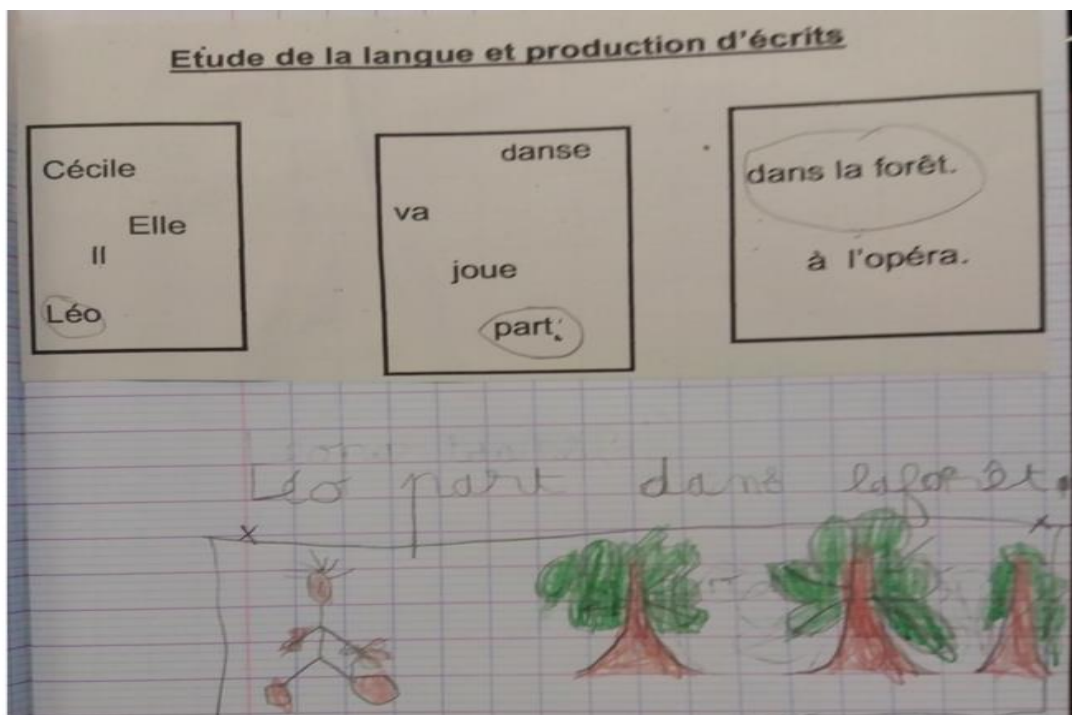 Etude de la langue et production d'écrits
Cécile
Elle
Il
Léo
danse
va
joue
part
dans la forêt.
à l'opéra.
Léo part dans la forêt.